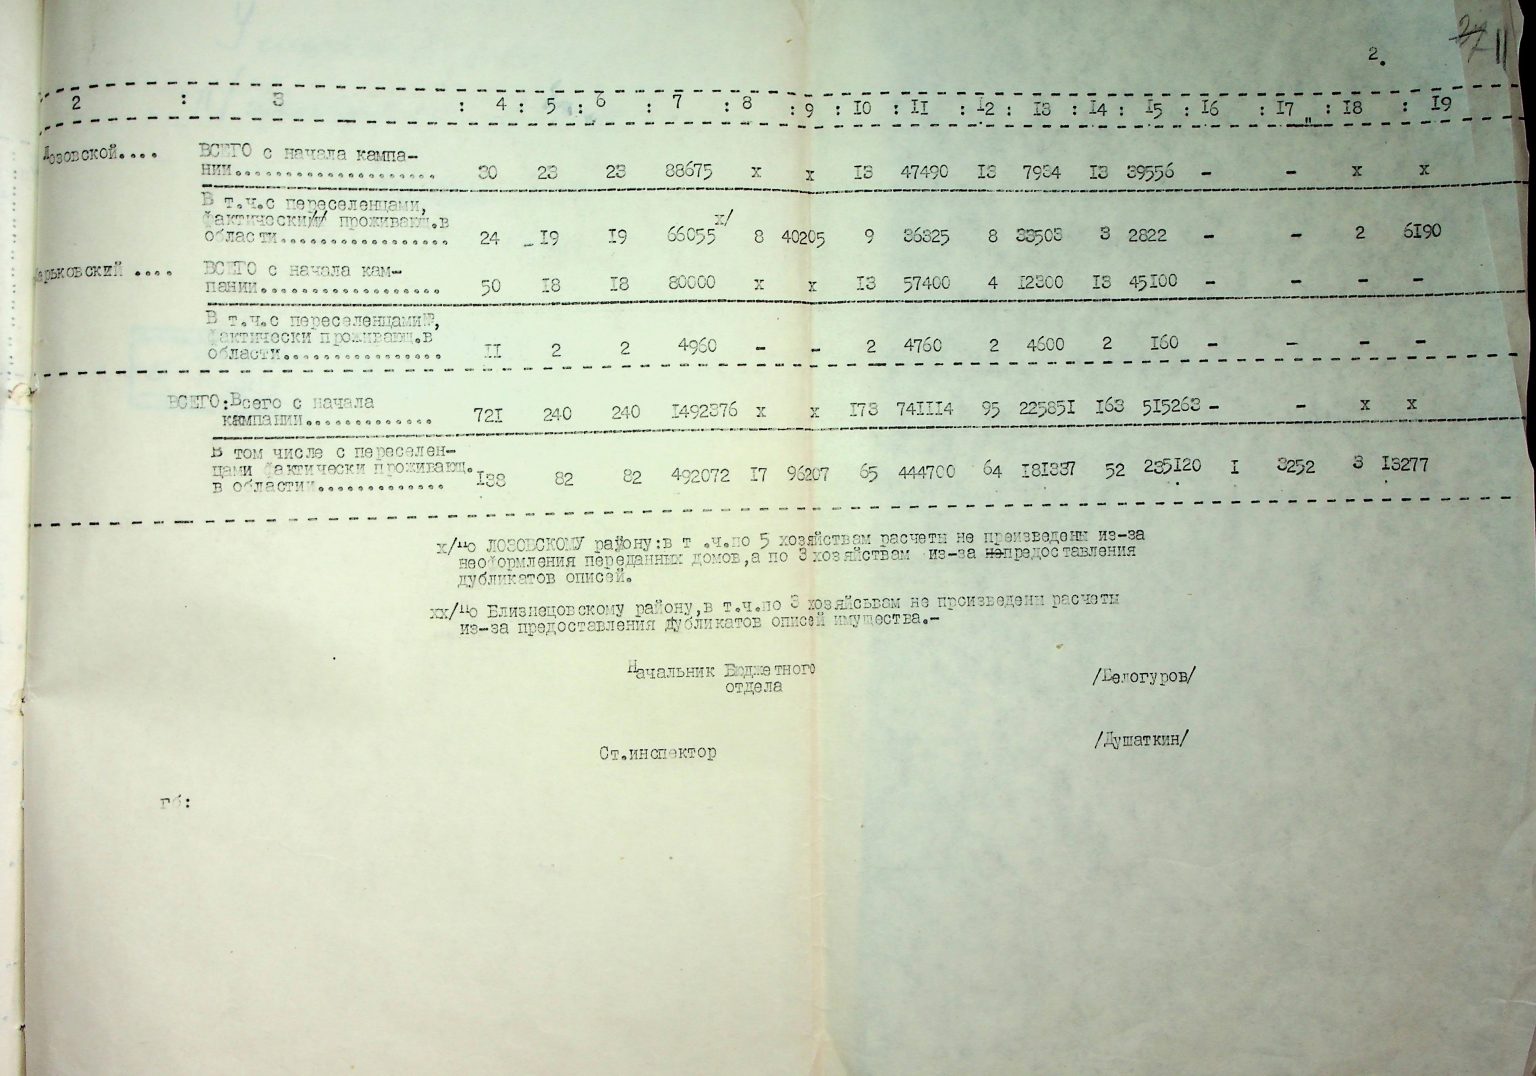 2.
2 : 3 : 4 : 5 : 6 : 7 : 8 : 9 : I0 : II : I2 : I3 : I4 : I5 : I6 : I7 : I8 : I9
Лозовской.... ВСЕГО с начала кампа-
нии.................... 30 23 23 88675 x x I3 47490 I3 7934 I3 39556 - - x x
В т.ч.с переселенцами,
фактически проживающ.в x/
области................. 24 I9 I9 66055 8 40205 9 36325 8 33503 3 2822 - - 2 6I90
арьковский .... ВСЕГО с начала кам-
пании.................. 50 I8 I8 80000 x x I3 57400 4 I2300 I3 45I00 - - - -
В т.ч.с переселенцами,
фактически проживающ.в
области................ II 2 2 4960 - - 2 4760 2 4600 2 I60 - - - -
ВСЕГО:Всего с начала
кампании............. 72I 240 240 I492376 x x I73 74III4 95 22585I I63 5I5263 - - x x
В том числе с переселен-
цами фактически проживающ.
в области............. I38 82 82 492072 I7 96207 65 444700 64 I8I337 52 235I20 I 3252 3 I3277
x/По ЛОЗОВСКОМУ району:в т .ч.по 5 хозяйствам расчеты не произведены из-за
неоформления переданных домов,а по 3 хозяйствам из-за непредоставления
дубликатов описей.
xx/По Близнецовскому району,в т.ч.по 3 хозяйсьвам не произведены расчеты
из-за предоставления дубликатов описей имущества.-
Начальник Бюджетного
отдела /Белогуров/
Ст.инспектор /Душаткин/
гб: